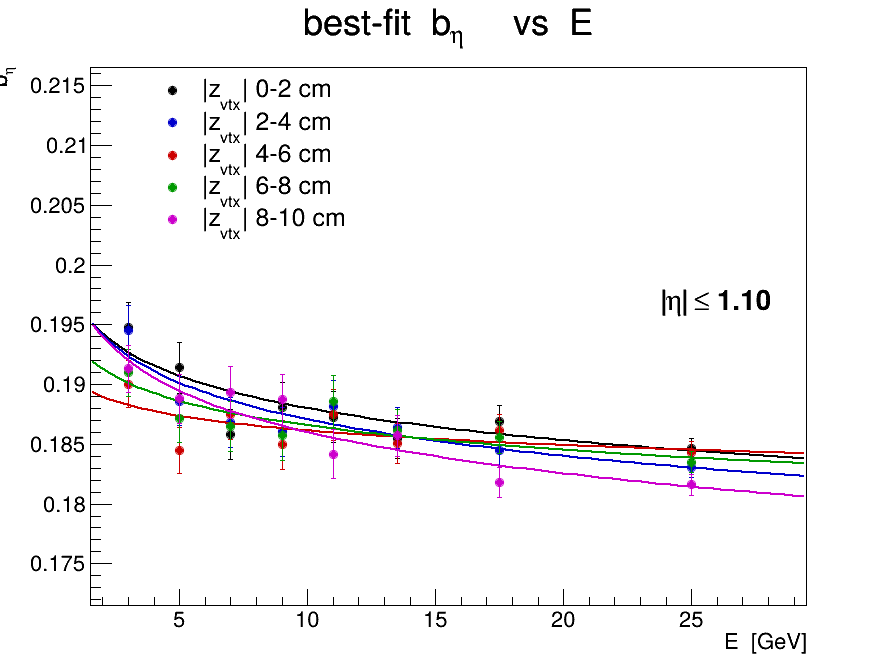 best-fit b_η vs E
b_η
0.215
0.21
0.205
0.2
0.195
0.19
0.185
0.18
0.175
|z_vtx| 0-2 cm
|z_vtx| 2-4 cm
|z_vtx| 4-6 cm
|z_vtx| 6-8 cm
|z_vtx| 8-10 cm
|η| ≤ 1.10
5 10 15 20 25
E [GeV]